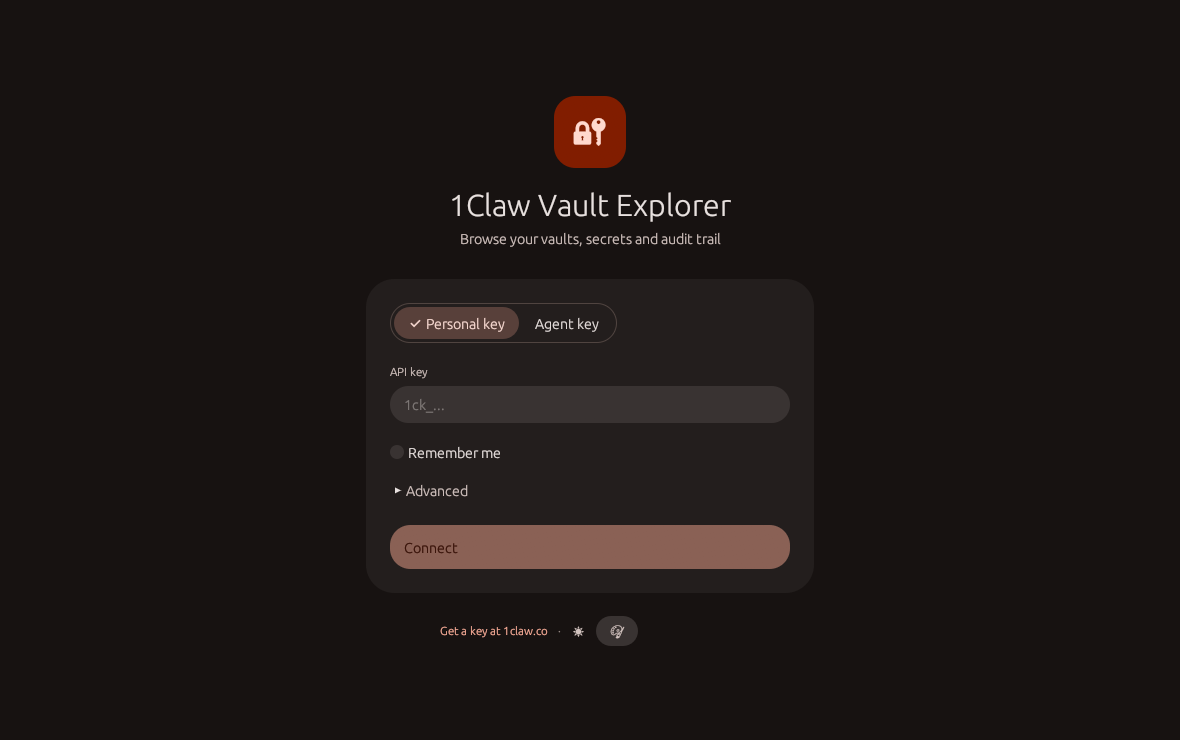 1Claw Vault Explorer
Browse your vaults, secrets and audit trail
Personal key
Agent key
API key
1ck_...
Remember me
Advanced
Connect
Get a key at 1claw.co ·